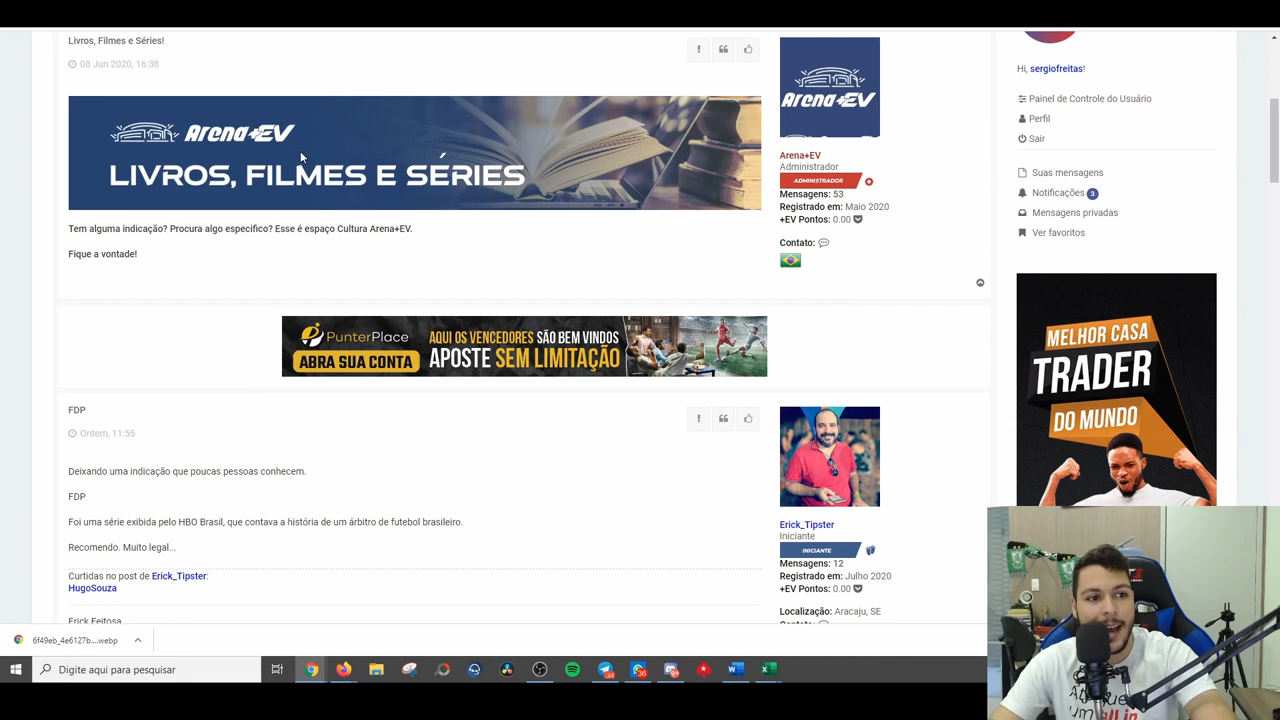 Livros, Filmes e Séries!
08 Jun 2020, 16:38
Arena+EV
LIVROS, FILMES E SÉRIES
Tem alguma indicação? Procura algo especifico? Esse é espaço Cultura Arena+EV.
Fique a vontade!
Arena+EV
Arena+EV
Administrador
ADMINISTRADOR
Mensagens: 53
Registrado em: Maio 2020
+EV Pontos: 0.00
Contato:
PunterPlace
ABRA SUA CONTA
AQUI OS VENCEDORES SÃO BEM VINDOS
APOSTE SEM LIMITAÇÃO
FDP
Ontem, 11:55
Deixando uma indicação que poucas pessoas conhecem.
FDP
Foi uma série exibida pelo HBO Brasil, que contava a história de um árbitro de futebol brasileiro.
Recomendo. Muito legal...
Curtidas no post de Erick_Tipster:
HugoSouza
Erick Feitosa
Erick_Tipster
Iniciante
INICIANTE
Mensagens: 12
Registrado em: Julho 2020
+EV Pontos: 0.00
Localização: Aracaju, SE
Hi, sergiofreitas!
Painel de Controle do Usuário
Perfil
Sair
Suas mensagens
Notificações 3
Mensagens privadas
Ver favoritos
MELHOR CASA
TRADER
DO MUNDO
6f49eb_4e6127b....webp
Digite aqui para pesquisar